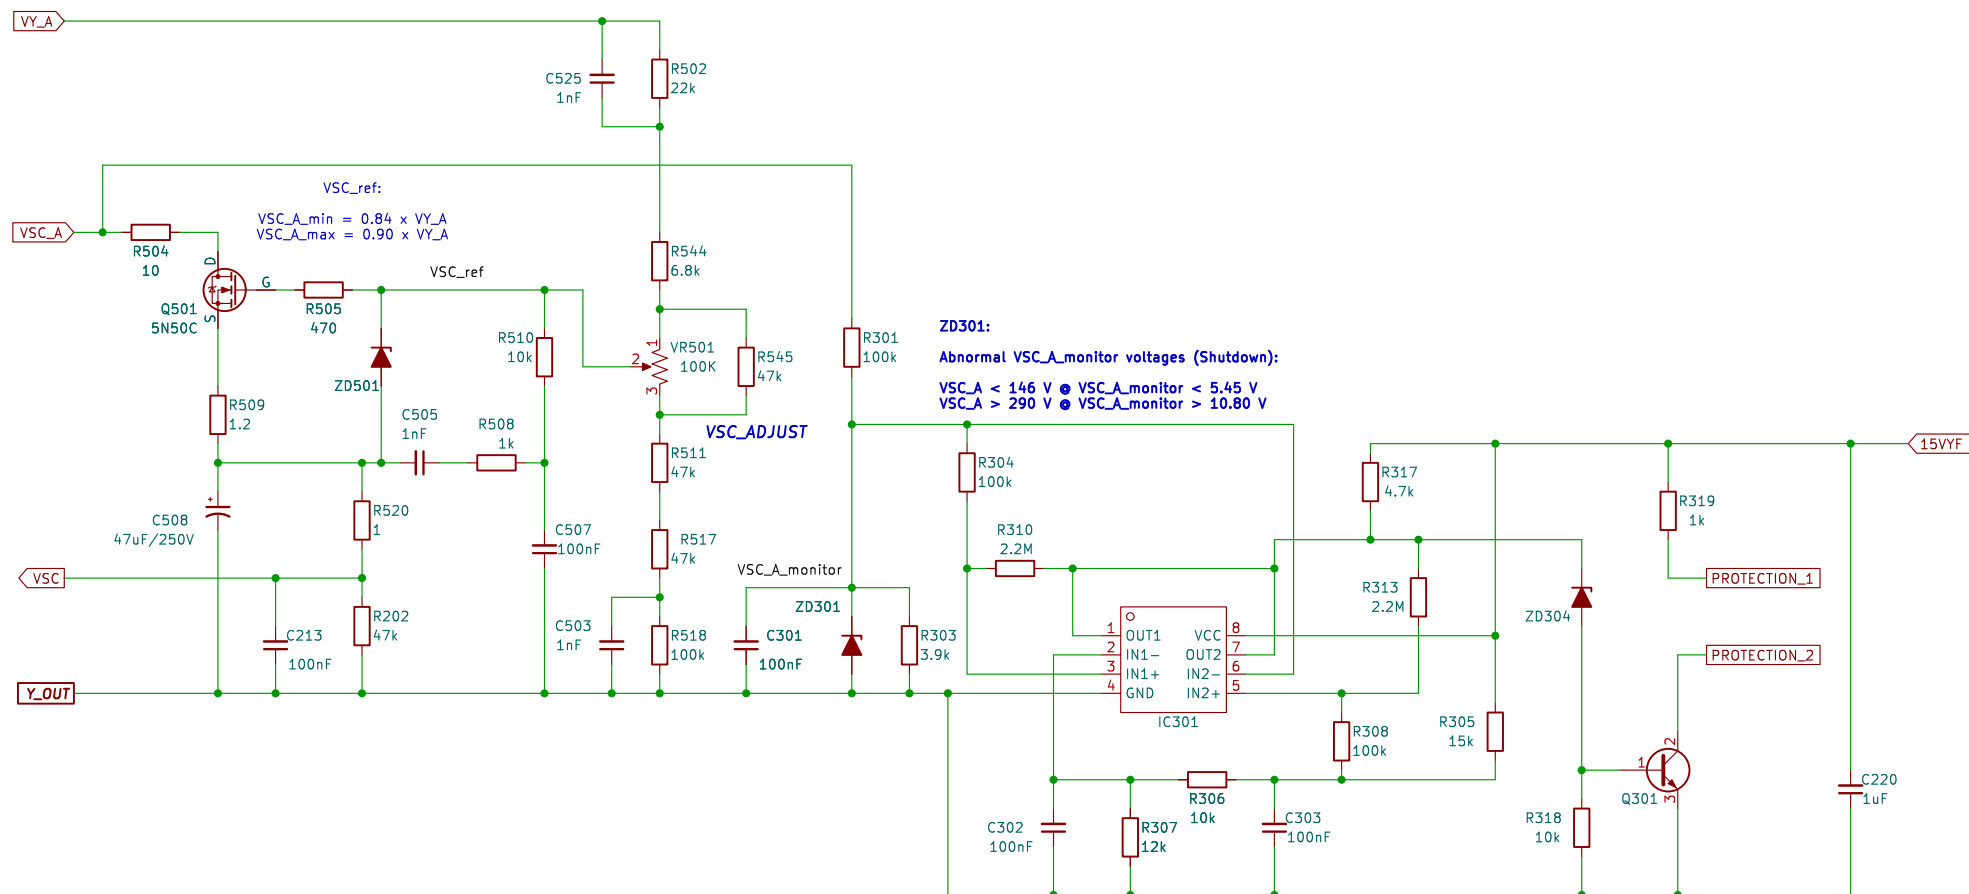 VY_A
C525
1nF
R502
22k
VSC_ref:
VSC_A_min = 0.84 x VY_A
VSC_A_max = 0.90 x VY_A
VSC_A
R504
10
D
G
S
Q501
5N50C
R505
470
VSC_ref
R544
6.8k
R510
10k
ZD501
1
2
3
VR501
100K
R545
47k
R301
100k
ZD301:
Abnormal VSC_A_monitor voltages (Shutdown):
VSC_A < 146 V @ VSC_A_monitor < 5.45 V
VSC_A > 290 V @ VSC_A_monitor > 10.80 V
R509
1.2
C505
1nF
R508
1k
VSC_ADJUST
R511
47k
R304
100k
R317
4.7k
15VYF
R319
1k
+
C508
47uF/250V
R520
1
C507
100nF
R517
47k
R310
2.2M
VSC
VSC_A_monitor
R313
2.2M
PROTECTION_1
ZD304
ZD301
R202
47k
C213
100nF
C503
1nF
R518
100k
C301
100nF
R303
3.9k
1 OUT1 VCC 8
2 IN1- OUT2 7
3 IN1+ IN2- 6
4 GND IN2+ 5
IC301
PROTECTION_2
Y_OUT
R308
100k
R305
15k
2
1
3
Q301
R306
10k
C220
1uF
C302
100nF
R307
12k
C303
100nF
R318
10k